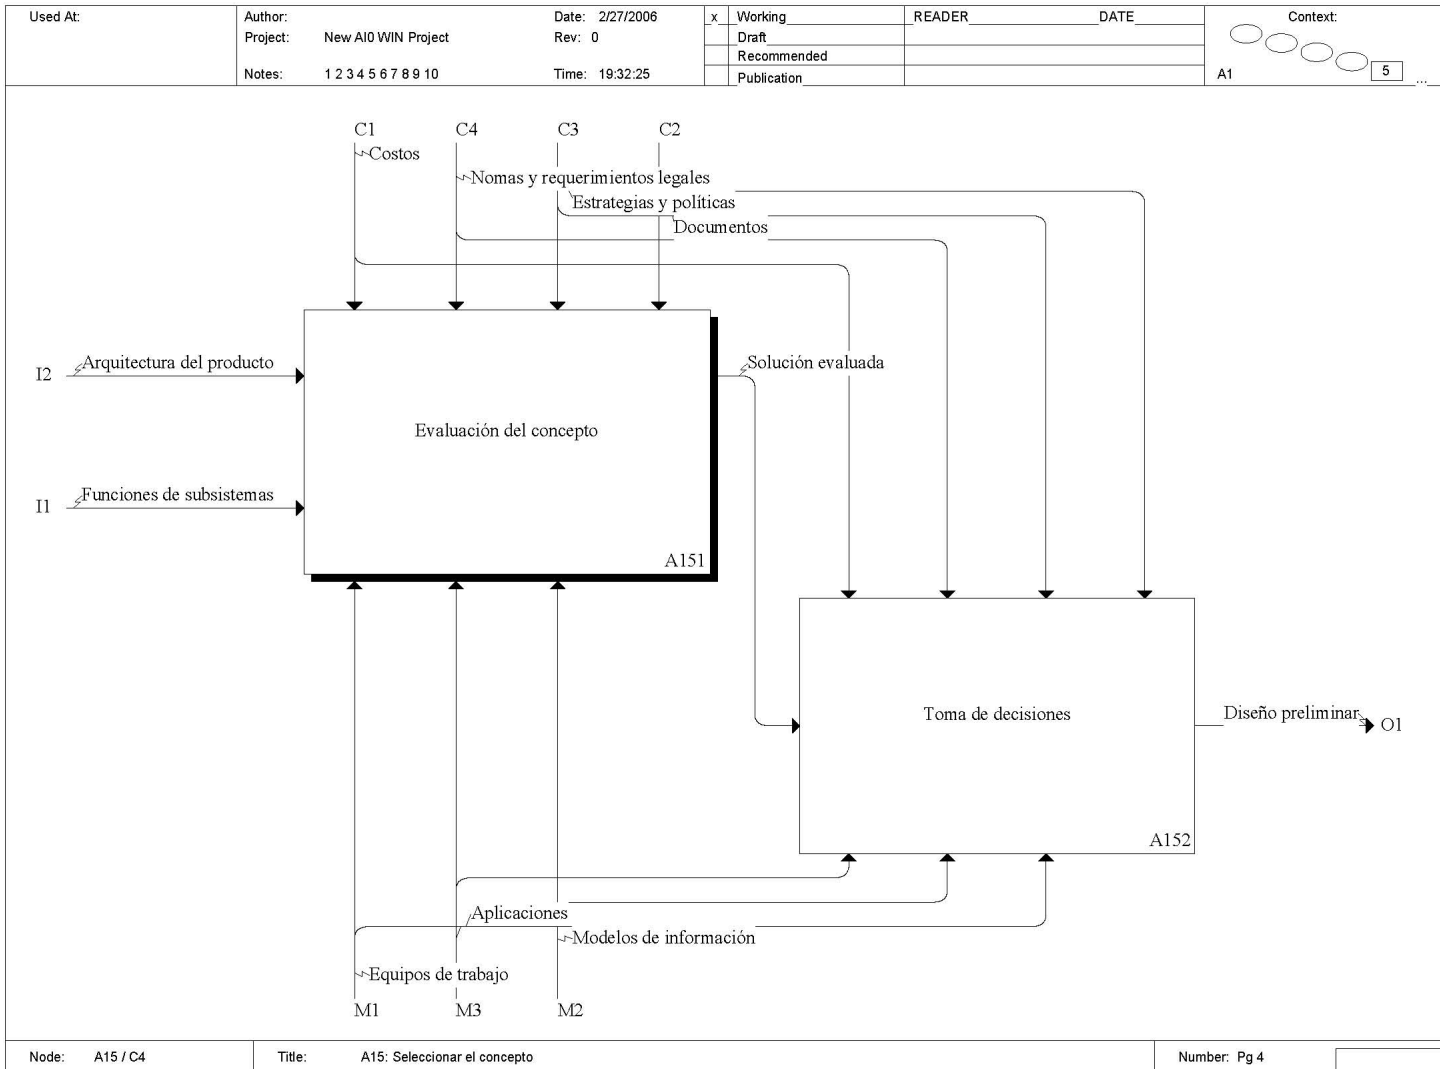 Used At:
Author:
Date: 2/27/2006
x
Working
READER
DATE
Context:
Project: New AI0 WIN Project
Rev: 0
Draft
Recommended
Notes: 1 2 3 4 5 6 7 8 9 10
Time: 19:32:25
Publication
A1
5
...
C1
C4
C3
C2
Costos
Nomas y requerimientos legales
Estrategias y políticas
Documentos
I2
Arquitectura del producto
Solución evaluada
Evaluación del concepto
I1
Funciones de subsistemas
A151
Toma de decisiones
Diseño preliminar
O1
A152
Aplicaciones
Modelos de información
Equipos de trabajo
M1
M3
M2
Node: A15 / C4
Title: A15: Seleccionar el concepto
Number: Pg 4